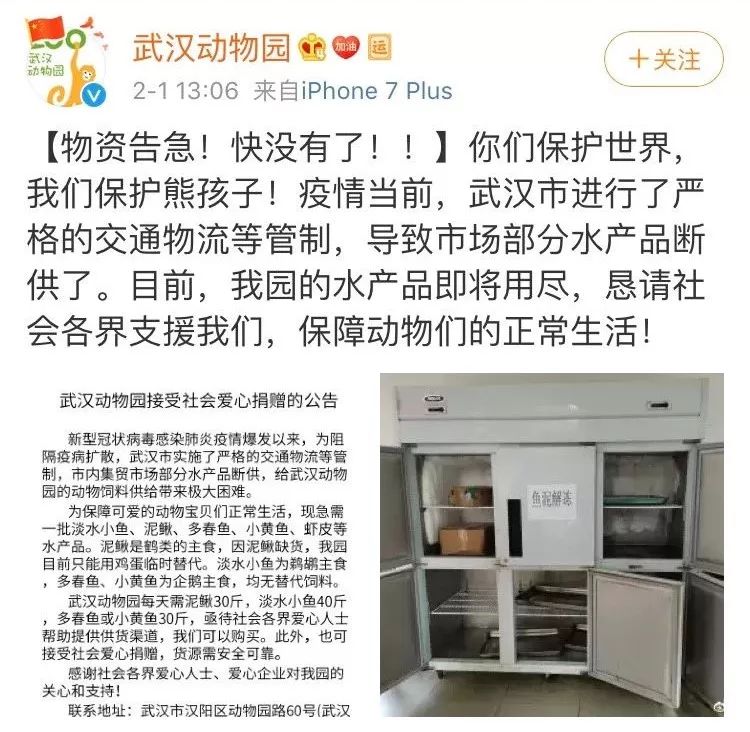 武汉动物园
武汉动物园 加油 运
2-1 13:06 来自iPhone 7 Plus
+关注
【物资告急！快没有了！！】你们保护世界，
我们保护熊孩子！疫情当前，武汉市进行了严
格的交通物流等管制，导致市场部分水产品断
供了。目前，我园的水产品即将用尽，恳请社
会各界支援我们，保障动物们的正常生活！
武汉动物园接受社会爱心捐赠的公告
新型冠状病毒感染肺炎疫情爆发以来，为阻
隔疫病扩散，武汉市实施了严格的交通物流等管
制，市内集贸市场部分水产品断供，给武汉动物
园的动物饲料供给带来极大困难。
为保障可爱的动物宝贝们正常生活，现急需
一批淡水小鱼、泥鳅、多春鱼、小黄鱼、虾皮等
水产品。泥鳅是鹤类的主食，因泥鳅缺货，我园
目前只能用鸡蛋临时替代。淡水小鱼为鹈鹕主食
，多春鱼、小黄鱼为企鹅主食，均无替代饲料。
武汉动物园每天需泥鳅30斤，淡水小鱼40斤
，多春鱼或小黄鱼30斤，亟待社会各界爱心人士
帮助提供供货渠道，我们可以购买。此外，也可
接受社会爱心捐赠，货源需安全可靠。
感谢社会各界爱心人士、爱心企业对我园的
关心和支持！
联系地址：武汉市汉阳区动物园路60号(武汉
鱼泥解冻